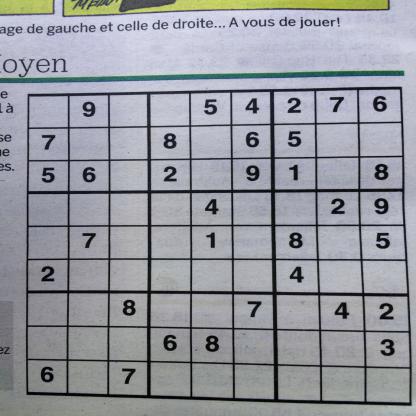 age de gauche et celle de droite... A vous de jouer!
oyen
e
l à
se
ne
es.
9 5 4 2 7 6
7 8 6 5
5 6 2 9 1 8
4 2 9
7 1 8 5
2 4
8 7 4 2
6 8 3
ez
6 7